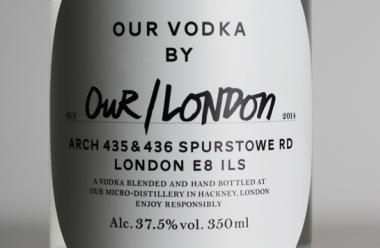 OUR VODKA
BY
OuR/LONDON
GLV 2014
ARCH 435 & 436 SPURSTOWE RD
LONDON E8 1LS
A VODKA BLENDED AND HAND BOTTLED AT
OUR MICRO-DISTILLERY IN HACKNEY, LONDON
ENJOY RESPONSIBLY
Alc. 37.5% vol. 350ml